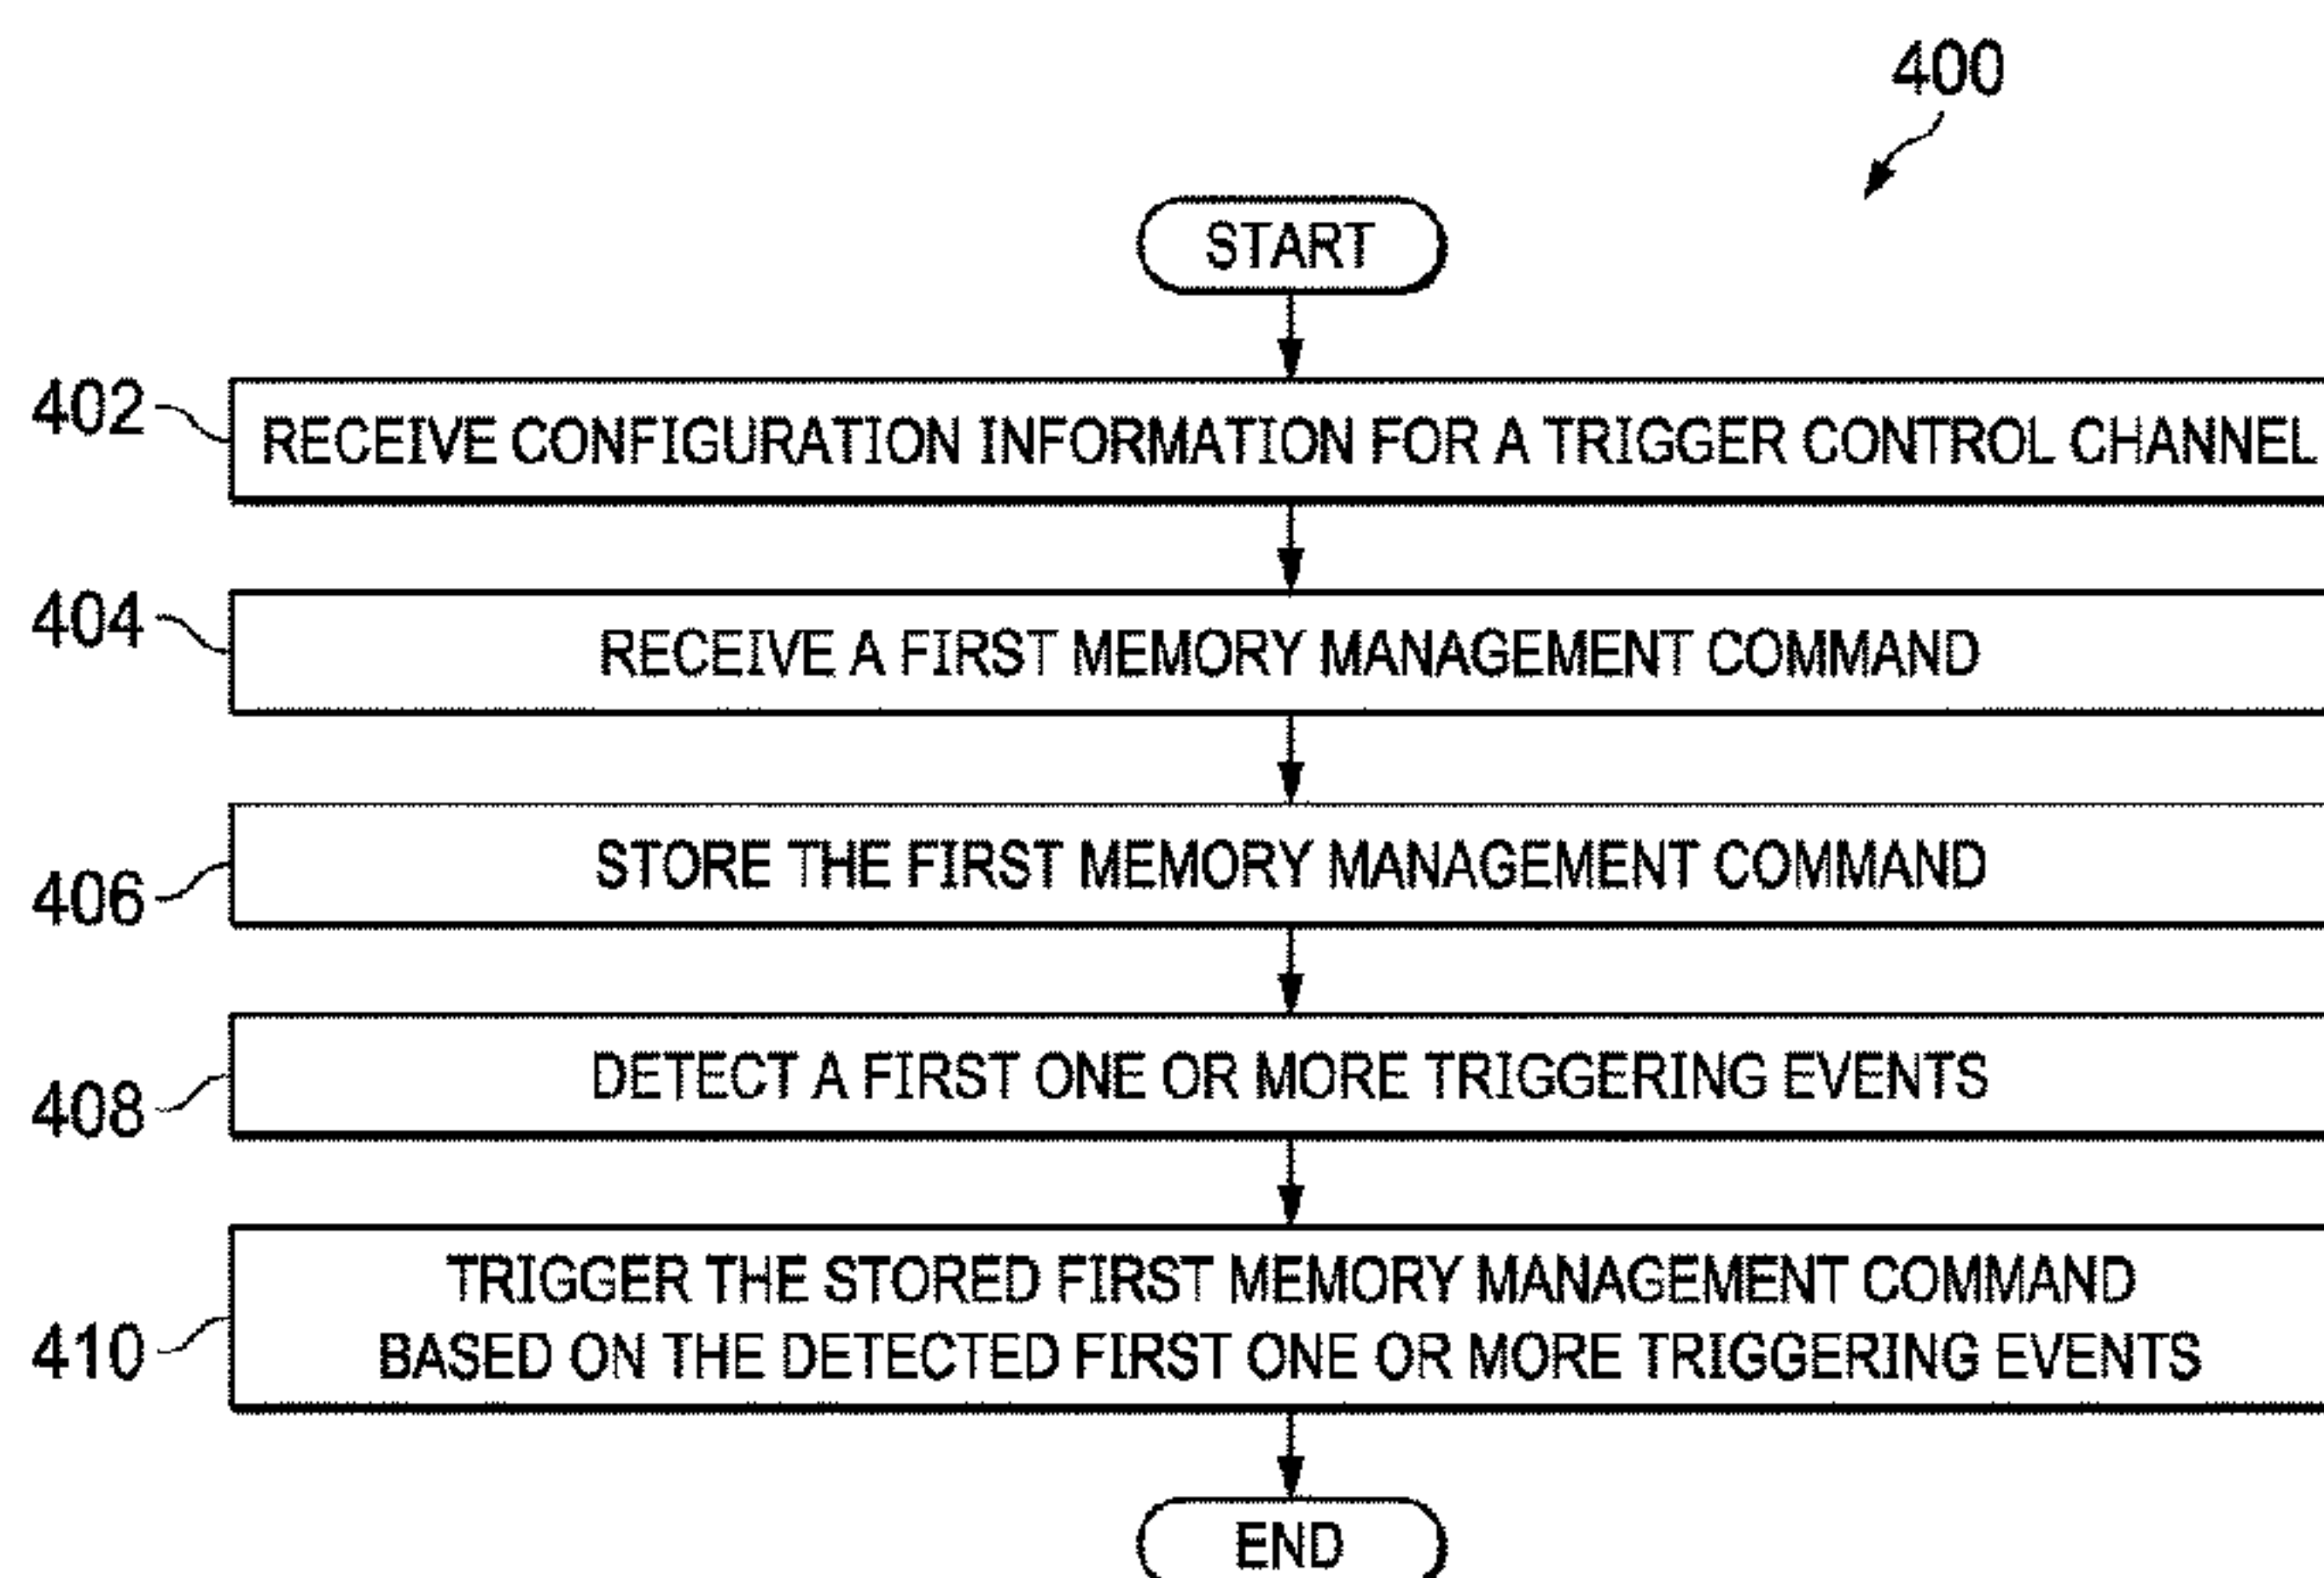 400
START
402
RECEIVE CONFIGURATION INFORMATION FOR A TRIGGER CONTROL CHANNEL
404
RECEIVE A FIRST MEMORY MANAGEMENT COMMAND
406
STORE THE FIRST MEMORY MANAGEMENT COMMAND
408
DETECT A FIRST ONE OR MORE TRIGGERING EVENTS
410
TRIGGER THE STORED FIRST MEMORY MANAGEMENT COMMAND
BASED ON THE DETECTED FIRST ONE OR MORE TRIGGERING EVENTS
END